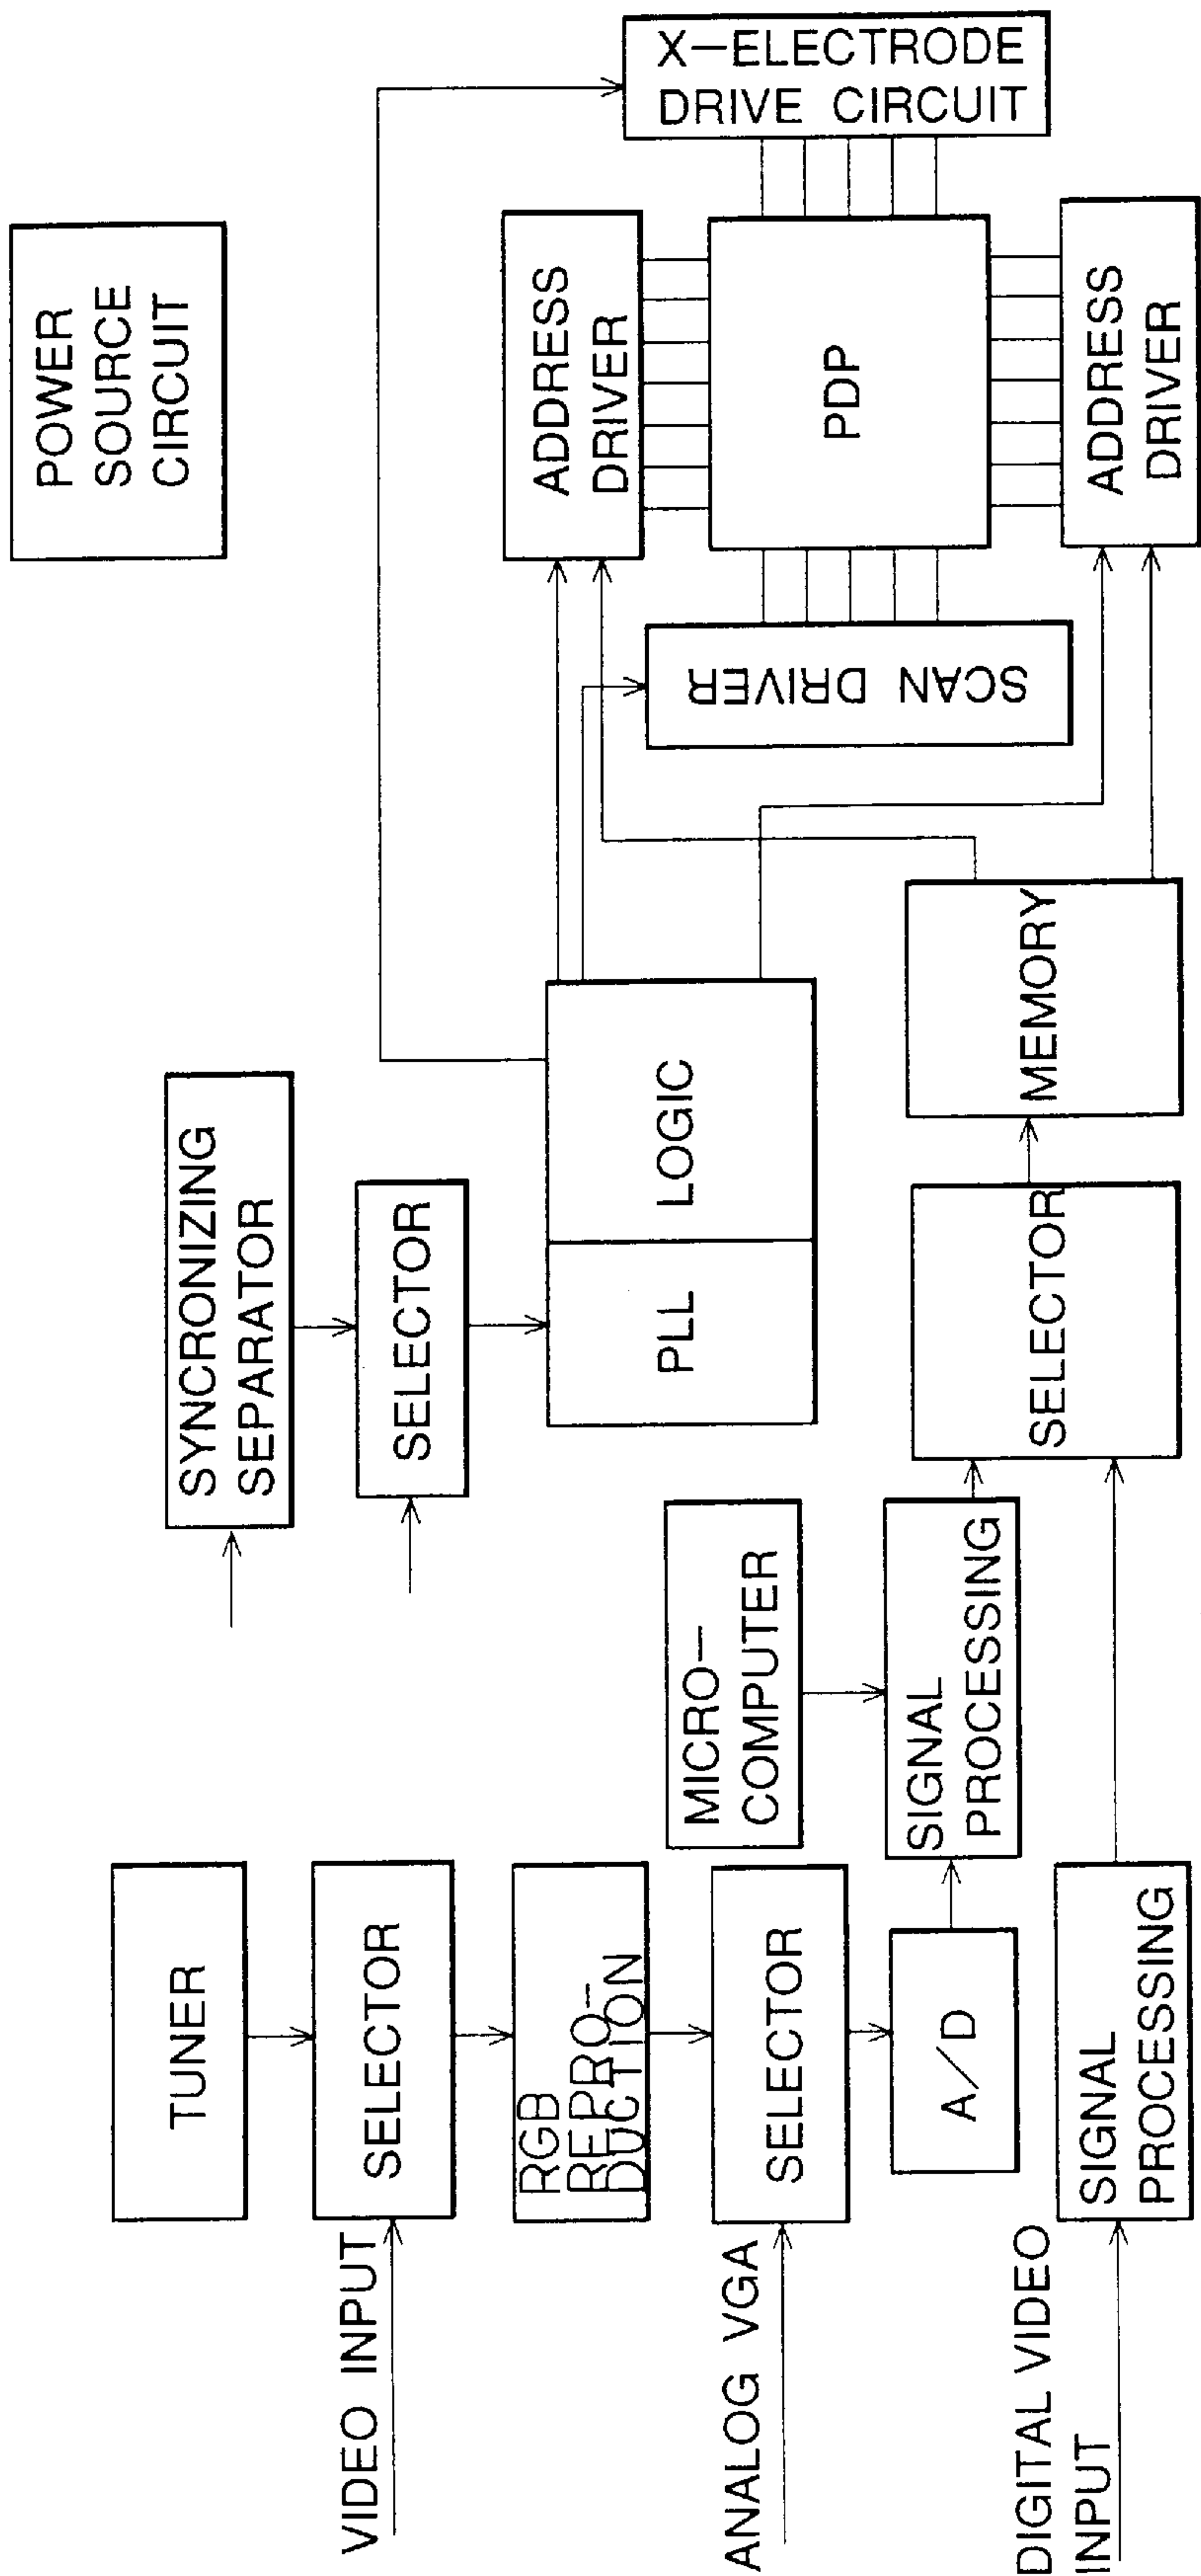 TUNER
VIDEO INPUT
SELECTOR
RGB
REPRO-
DUCTION
ANALOG VGA
SELECTOR
A/D
DIGITAL VIDEO
INPUT
SIGNAL
PROCESSING
MICRO-
COMPUTER
SIGNAL
PROCESSING
SYNCRONIZING
SEPARATOR
SELECTOR
PLL
LOGIC
SELECTOR
MEMORY
POWER
SOURCE
CIRCUIT
ADDRESS
DRIVER
SCAN DRIVER
PDP
X-ELECTRODE
DRIVE CIRCUIT
ADDRESS
DRIVER